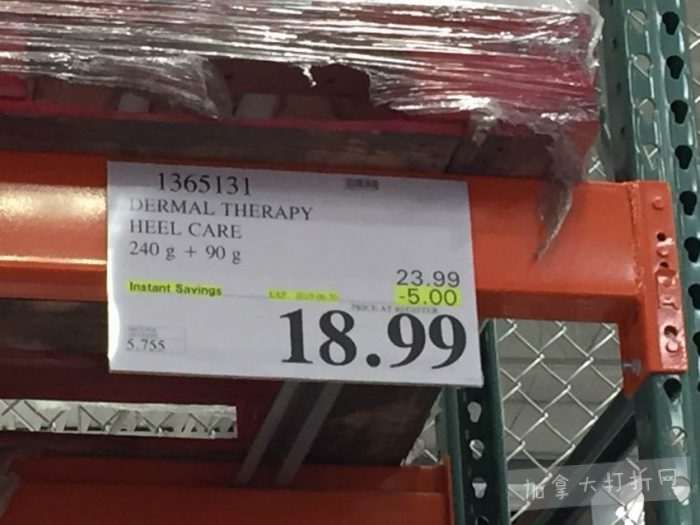 1365131
DERMAL THERAPY
HEEL CARE
240 g + 90 g
23.99
Instant Savings
-5.00
PRICE AT REGISTER
18.99
5.755
加拿大打折网